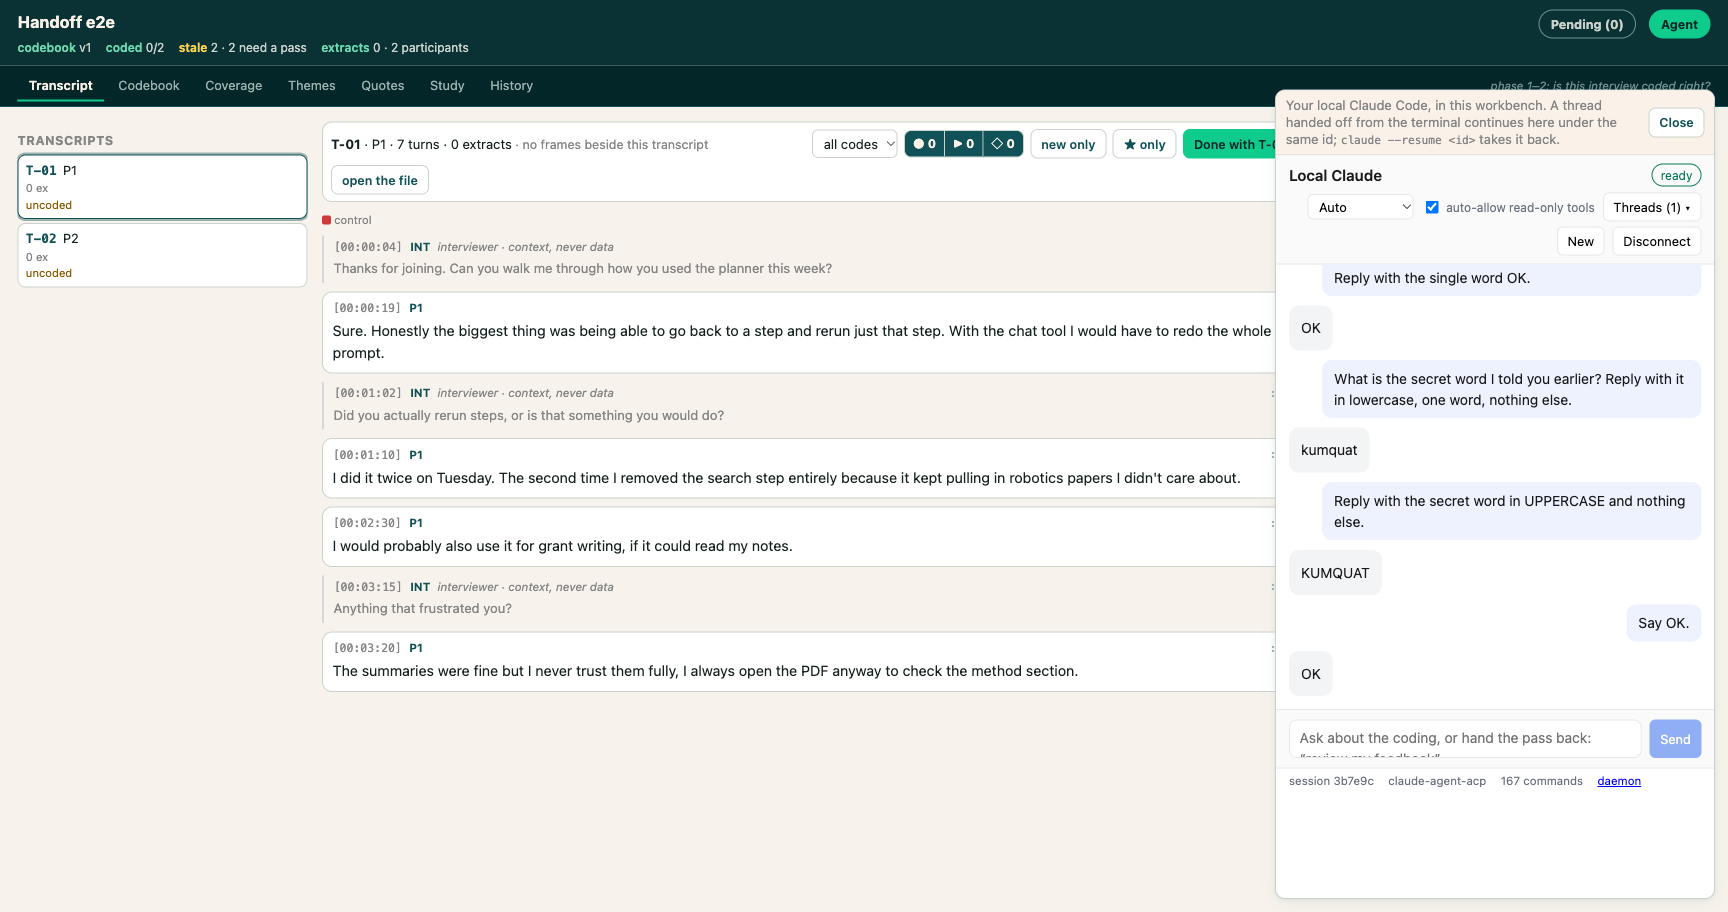 Handoff e2e
codebook v1 coded 0/2 stale 2 · 2 need a pass extracts 0 · 2 participants
Pending (0)
Agent
Transcript
Codebook
Coverage
Themes
Quotes
Study
History
phase 1–2: is this interview coded right?
TRANSCRIPTS
T-01 P1
0 ex
uncoded
T-02 P2
0 ex
uncoded
T-01 · P1 · 7 turns · 0 extracts · no frames beside this transcript
all codes
0
0
0
new only
★ only
Done with T-
open the file
control
[00:00:04] INT interviewer · context, never data
Thanks for joining. Can you walk me through how you used the planner this week?
[00:00:19] P1
Sure. Honestly the biggest thing was being able to go back to a step and rerun just that step. With the chat tool I would have to redo the whole
prompt.
[00:01:02] INT interviewer · context, never data
Did you actually rerun steps, or is that something you would do?
[00:01:10] P1
I did it twice on Tuesday. The second time I removed the search step entirely because it kept pulling in robotics papers I didn't care about.
[00:02:30] P1
I would probably also use it for grant writing, if it could read my notes.
[00:03:15] INT interviewer · context, never data
Anything that frustrated you?
[00:03:20] P1
The summaries were fine but I never trust them fully, I always open the PDF anyway to check the method section.
Your local Claude Code, in this workbench. A thread
handed off from the terminal continues here under the
same id; claude --resume <id> takes it back.
Close
Local Claude
ready
Auto
auto-allow read-only tools
Threads (1) ▾
New
Disconnect
Reply with the single word OK.
OK
What is the secret word I told you earlier? Reply with it
in lowercase, one word, nothing else.
kumquat
Reply with the secret word in UPPERCASE and nothing
else.
KUMQUAT
Say OK.
OK
Ask about the coding, or hand the pass back:
"review my feedback"
Send
session 3b7e9c claude-agent-acp 167 commands daemon